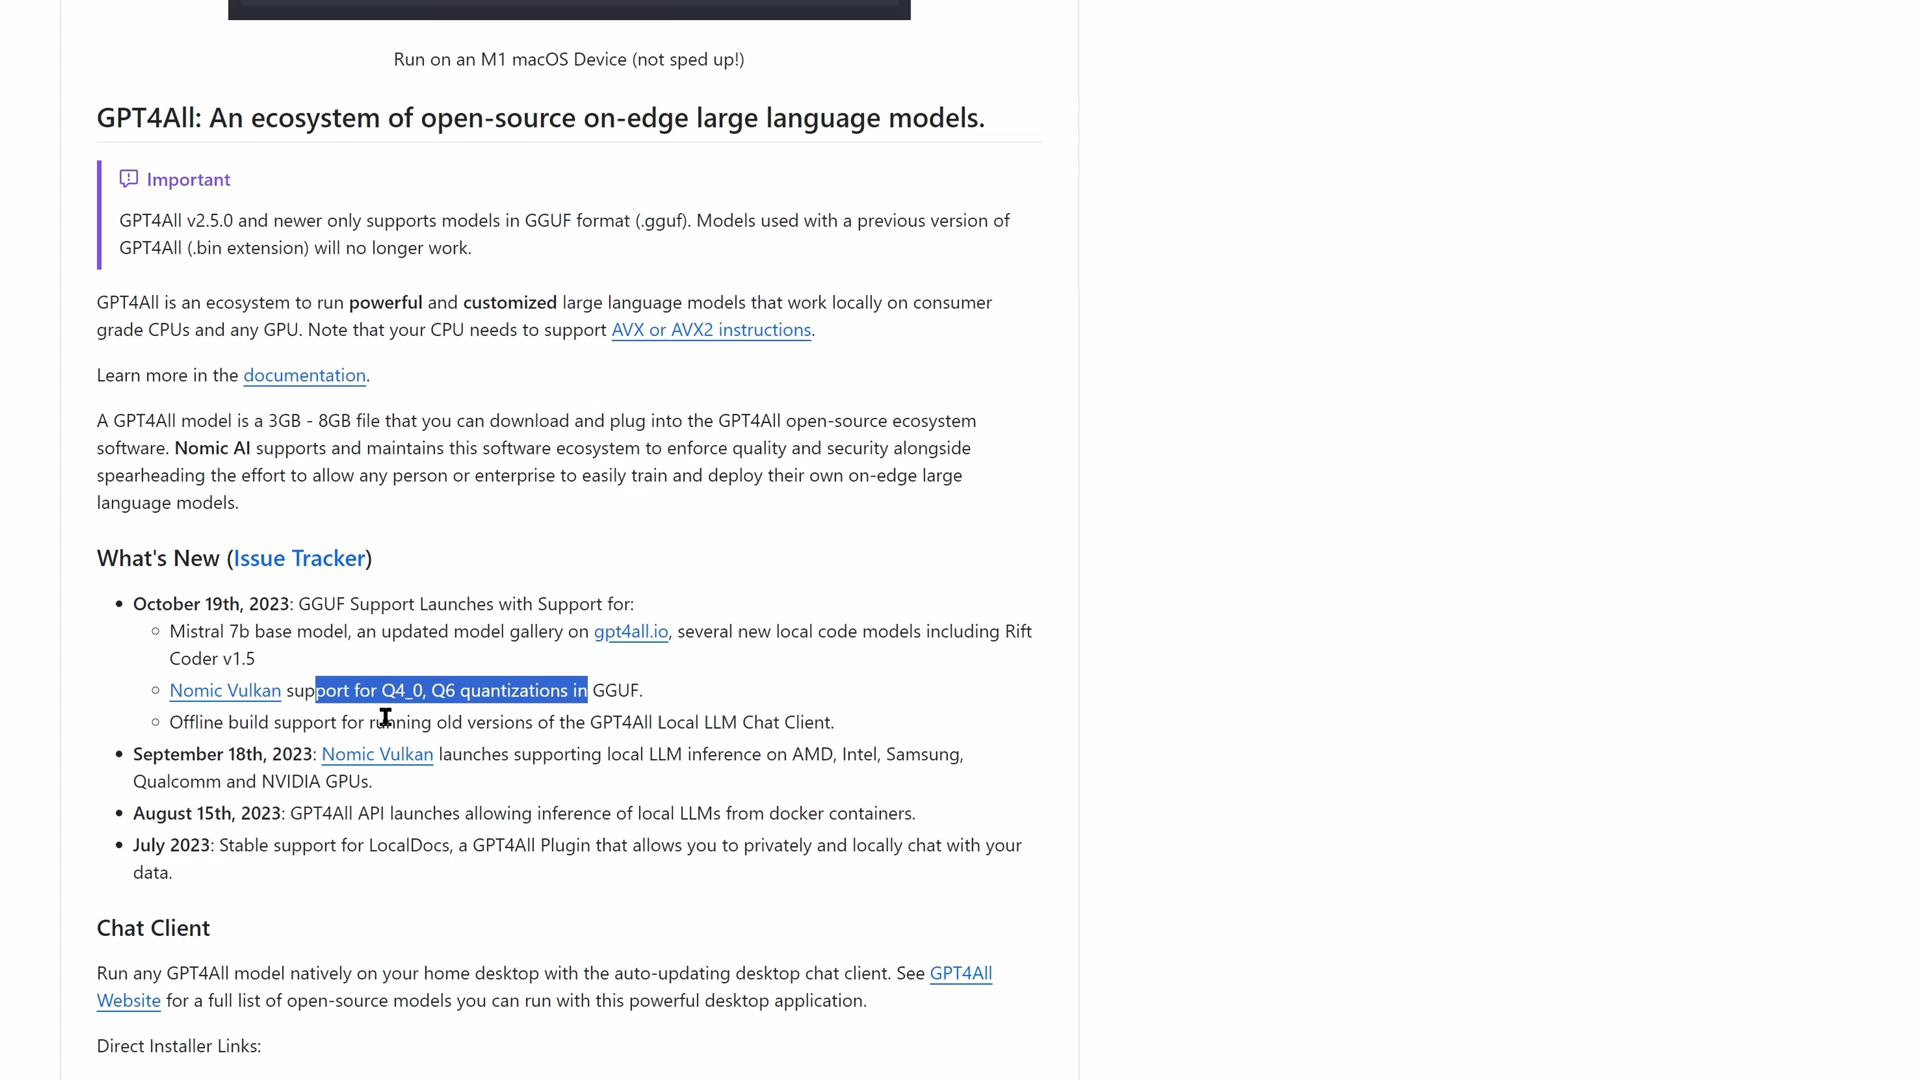 Run on an M1 macOS Device (not sped up!)
GPT4All: An ecosystem of open-source on-edge large language models.
Important
GPT4All v2.5.0 and newer only supports models in GGUF format (.gguf). Models used with a previous version of
GPT4All (.bin extension) will no longer work.
GPT4All is an ecosystem to run powerful and customized large language models that work locally on consumer
grade CPUs and any GPU. Note that your CPU needs to support AVX or AVX2 instructions.
Learn more in the documentation.
A GPT4All model is a 3GB - 8GB file that you can download and plug into the GPT4All open-source ecosystem
software. Nomic AI supports and maintains this software ecosystem to enforce quality and security alongside
spearheading the effort to allow any person or enterprise to easily train and deploy their own on-edge large
language models.
What's New (Issue Tracker)
• October 19th, 2023: GGUF Support Launches with Support for:
○ Mistral 7b base model, an updated model gallery on gpt4all.io, several new local code models including Rift
Coder v1.5
○ Nomic Vulkan support for Q4_0, Q6 quantizations in GGUF.
○ Offline build support for running old versions of the GPT4All Local LLM Chat Client.
• September 18th, 2023: Nomic Vulkan launches supporting local LLM inference on AMD, Intel, Samsung,
Qualcomm and NVIDIA GPUs.
• August 15th, 2023: GPT4All API launches allowing inference of local LLMs from docker containers.
• July 2023: Stable support for LocalDocs, a GPT4All Plugin that allows you to privately and locally chat with your
data.
Chat Client
Run any GPT4All model natively on your home desktop with the auto-updating desktop chat client. See GPT4All
Website for a full list of open-source models you can run with this powerful desktop application.
Direct Installer Links: